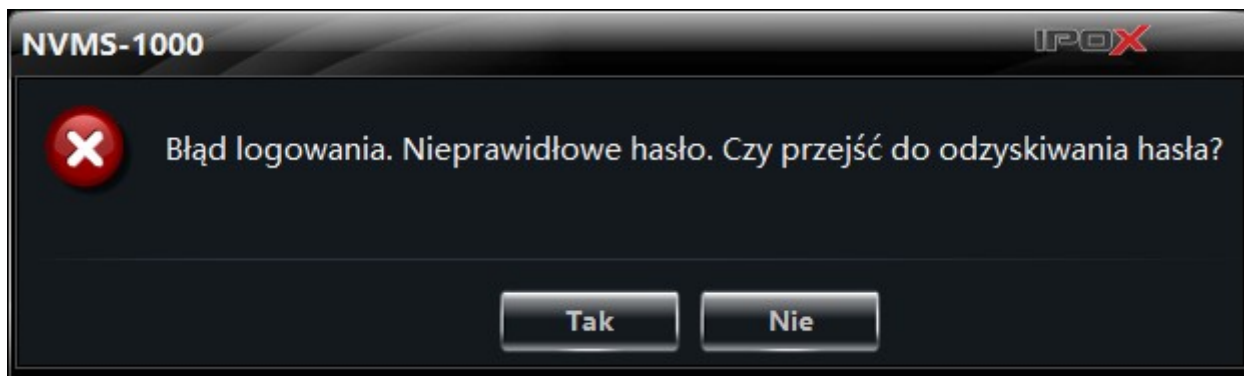 NVMS-1000
IPOX
Błąd logowania. Nieprawidłowe hasło. Czy przejść do odzyskiwania hasła?
Tak
Nie